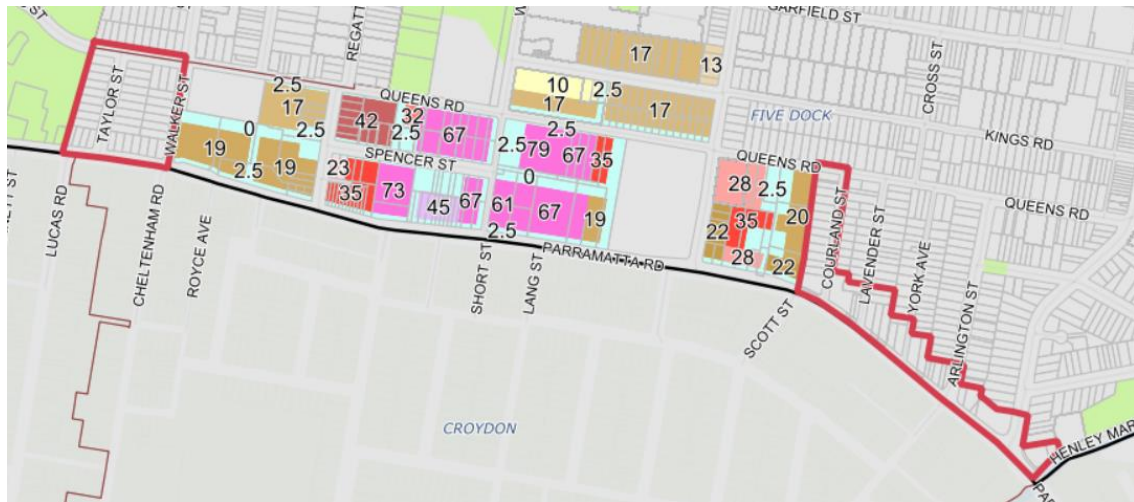 E ST
GARFIELD ST
REGATT
W
17
13
CROSS ST
TAYLOR ST
WALKER ST
2.5
17
QUEENS RD
10
2.5
17
17
FIVE DOCK
KINGS RD
0
2.5
42
32
2.5
67
2.5
2.5
79
67
35
QUEENS RD
19
2.5
19
SPENCER ST
23
35
73
45
67
0
61
67
19
2.5
28
2.5
20
35
22
28
22
QUEENS RD
COURLAND ST
LAVENDER ST
YORK AVE
ARLINGTON ST
LUCAS RD
CHELTENHAM RD
ROYCE AVE
SHORT ST
LANG ST
PARRAMATTA RD
SCOTT ST
CROYDON
HENLEY MAR
PA